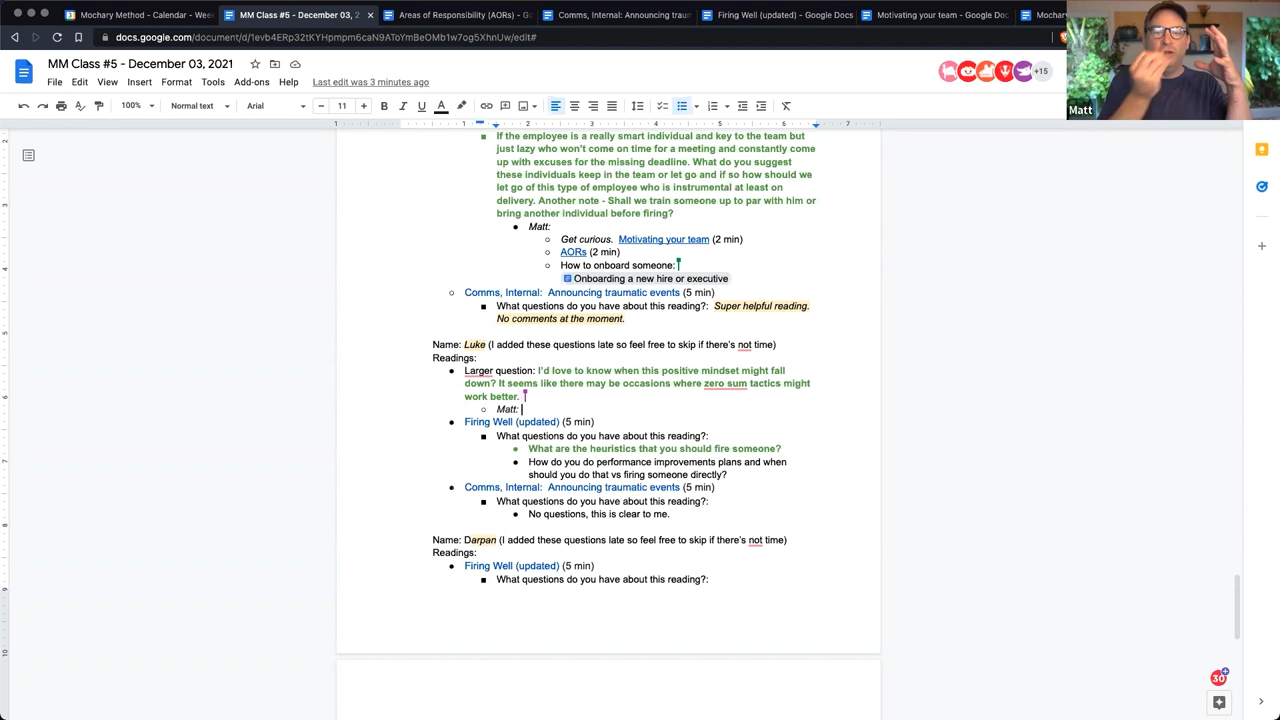 Mochary Method - Calendar - Week
MM Class #5 - December 03, 2
Areas of Responsibility (AORs) -
Comms, Internal: Announcing traum
Firing Well (updated) - Google Docs
Motivating your team - Google Doc
Mochar
docs.google.com/document/d/1evb4ERp32tKYHpmpm6caN9AToYmBeOMb1w7og5XhnUw/edit#
MM Class #5 - December 03, 2021
File Edit View Insert Format Tools Add-ons Help Last edit was 3 minutes ago
+15
Matt
100% Normal text Arial 11
If the employee is a really smart individual and key to the team but
just lazy who won't come on time for a meeting and constantly come
up with excuses for the missing deadline. What do you suggest
these individuals keep in the team or let go and if so how should we
let go of this type of employee who is instrumental at least on
delivery. Another note - Shall we train someone up to par with him or
bring another individual before firing?
Matt:
Get curious. Motivating your team (2 min)
AORs (2 min)
How to onboard someone:
Onboarding a new hire or executive
Comms, Internal: Announcing traumatic events (5 min)
What questions do you have about this reading?: Super helpful reading.
No comments at the moment.
Name: Luke (I added these questions late so feel free to skip if there's not time)
Readings:
Larger question: I'd love to know when this positive mindset might fall
down? It seems like there may be occasions where zero sum tactics might
work better.
Matt:
Firing Well (updated) (5 min)
What questions do you have about this reading?:
What are the heuristics that you should fire someone?
How do you do performance improvements plans and when
should you do that vs firing someone directly?
Comms, Internal: Announcing traumatic events (5 min)
What questions do you have about this reading?:
No questions, this is clear to me.
Name: Darpan (I added these questions late so feel free to skip if there's not time)
Readings:
Firing Well (updated) (5 min)
What questions do you have about this reading?:
30